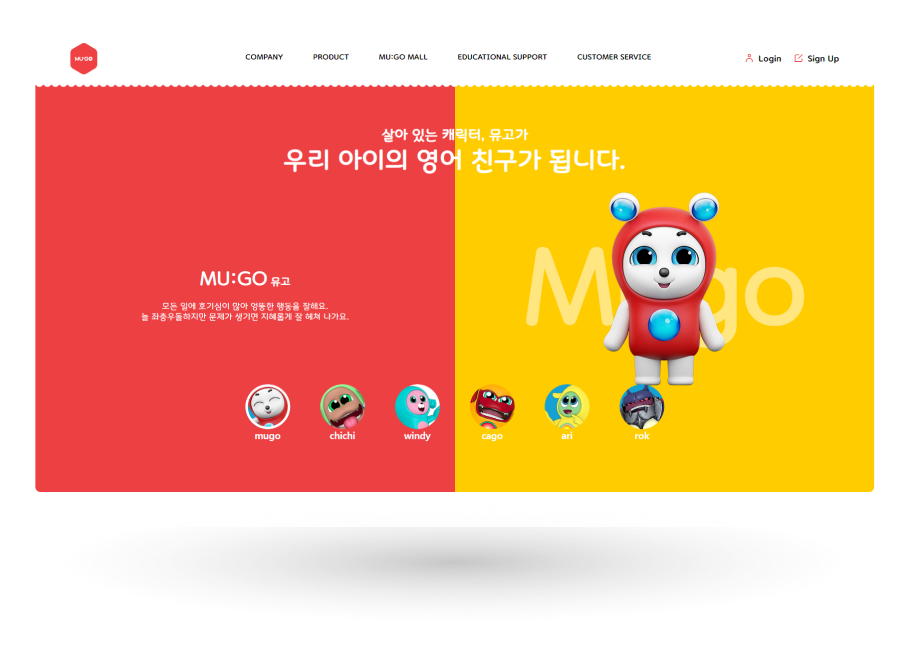 MU:GO
COMPANY PRODUCT MU:GO MALL EDUCATIONAL SUPPORT CUSTOMER SERVICE Login Sign Up
살아 있는 캐릭터, 뮤고가
우리 아이의 영어 친구가 됩니다.
Mugo
MU:GO 뮤고
모든 일에 호기심이 많아 엉뚱한 행동을 잘해요.
늘 좌충우돌하지만 문제가 생기면 지혜롭게 잘 헤쳐 나가요.
mugo chichi windy cago ari rok